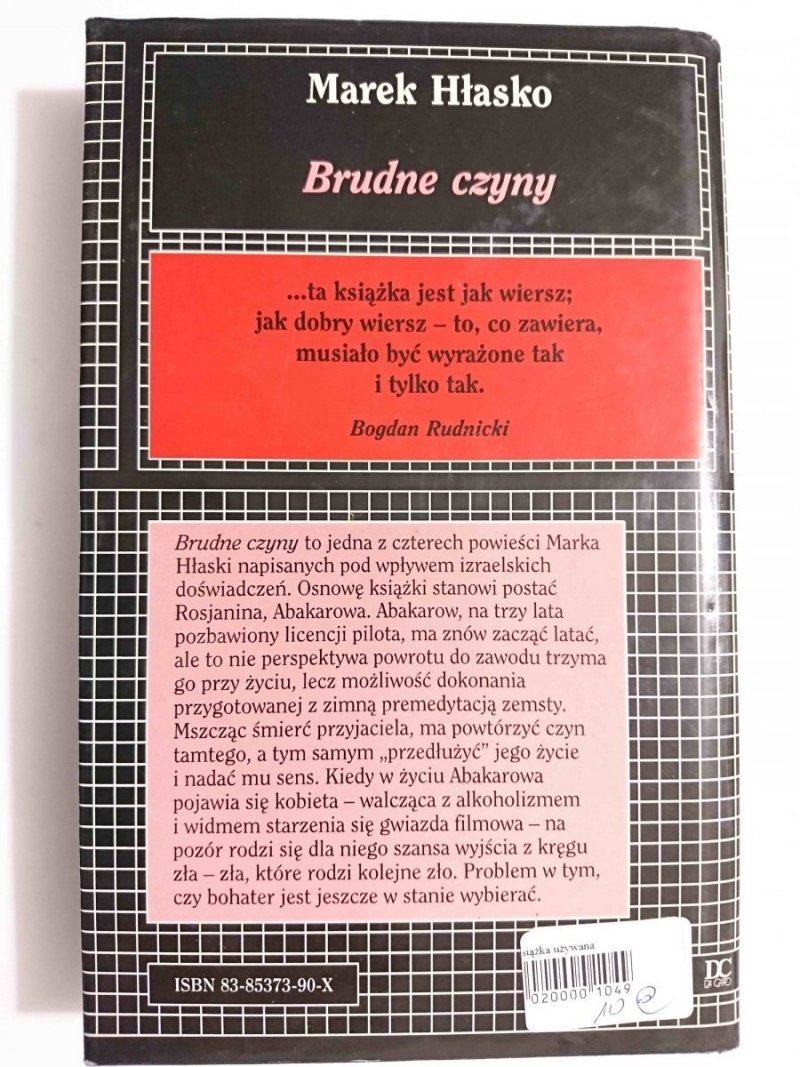 Marek Hłasko
Brudne czyny
...ta książka jest jak wiersz;
jak dobry wiersz – to, co zawiera,
musiało być wyrażone tak
i tylko tak.
Bogdan Rudnicki
Brudne czyny to jedna z czterech powieści Marka
Hłaski napisanych pod wpływem izraelskich
doświadczeń. Osnowę książki stanowi postać
Rosjanina, Abakarowa. Abakarow, na trzy lata
pozbawiony licencji pilota, ma znów zacząć latać,
ale to nie perspektywa powrotu do zawodu trzyma
go przy życiu, lecz możliwość dokonania
przygotowanej z zimną premedytacją zemsty.
Mszcząc śmierć przyjaciela, ma powtórzyć czyn
tamtego, a tym samym „przedłużyć” jego życie
i nadać mu sens. Kiedy w życiu Abakarowa
pojawia się kobieta – walcząca z alkoholizmem
i widmem starzenia się gwiazda filmowa – na
pozór rodzi się dla niego szansa wyjścia z kręgu
zła – zła, które rodzi kolejne zło. Problem w tym,
czy bohater jest jeszcze w stanie wybierać.
ISBN 83-85373-90-X
siążka używana
020000 1049
10
DC